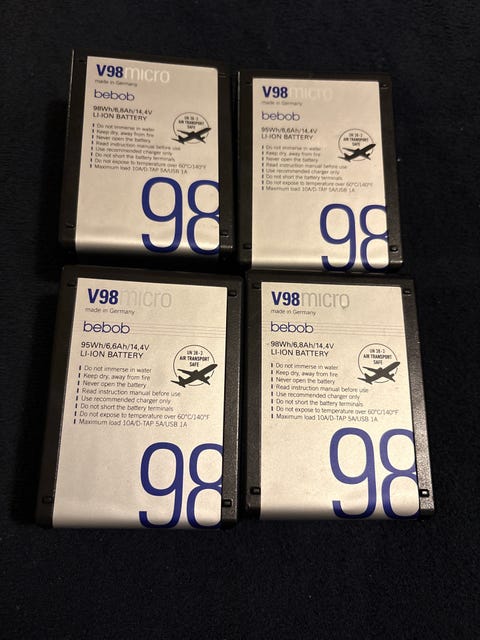 V98micro
made in Germany
bebob
98Wh/6,8Ah/14,4V
LI-ION BATTERY
UN 38-3
AIR TRANSPORT
SAFE
Do not immerse in water
Keep dry, away from fire
Never open the battery
Read instruction manual before use
Use recommended charger only
Do not short the battery terminals
Do not expose to temperature over 60°C/140°F
Maximum load 10A/D-TAP 5A/USB 1A
98
V98micro
made in Germany
bebob
95Wh/6,6Ah/14,4V
LI-ION BATTERY
UN 38-3
AIR TRANSPORT
SAFE
Do not immerse in water
Keep dry, away from fire
Never open the battery
Read instruction manual before use
Use recommended charger only
Do not short the battery terminals
Do not expose to temperature over 60°C/140°F
Maximum load 10A/D-TAP 5A/USB 1A
98
V98micro
made in Germany
bebob
95Wh/6,6Ah/14,4V
LI-ION BATTERY
UN 38-3
AIR TRANSPORT
SAFE
Do not immerse in water
Keep dry, away from fire
Never open the battery
Read instruction manual before use
Use recommended charger only
Do not short the battery terminals
Do not expose to temperature over 60°C/140°F
Maximum load 10A/D-TAP 5A/USB 1A
98
V98micro
made in Germany
bebob
98Wh/6,8Ah/14,4V
LI-ION BATTERY
UN 38-3
AIR TRANSPORT
SAFE
Do not immerse in water
Keep dry, away from fire
Never open the battery
Read instruction manual before use
Use recommended charger only
Do not short the battery terminals
Do not expose to temperature over 60°C/140°F
Maximum load 10A/D-TAP 5A/USB 1A
98